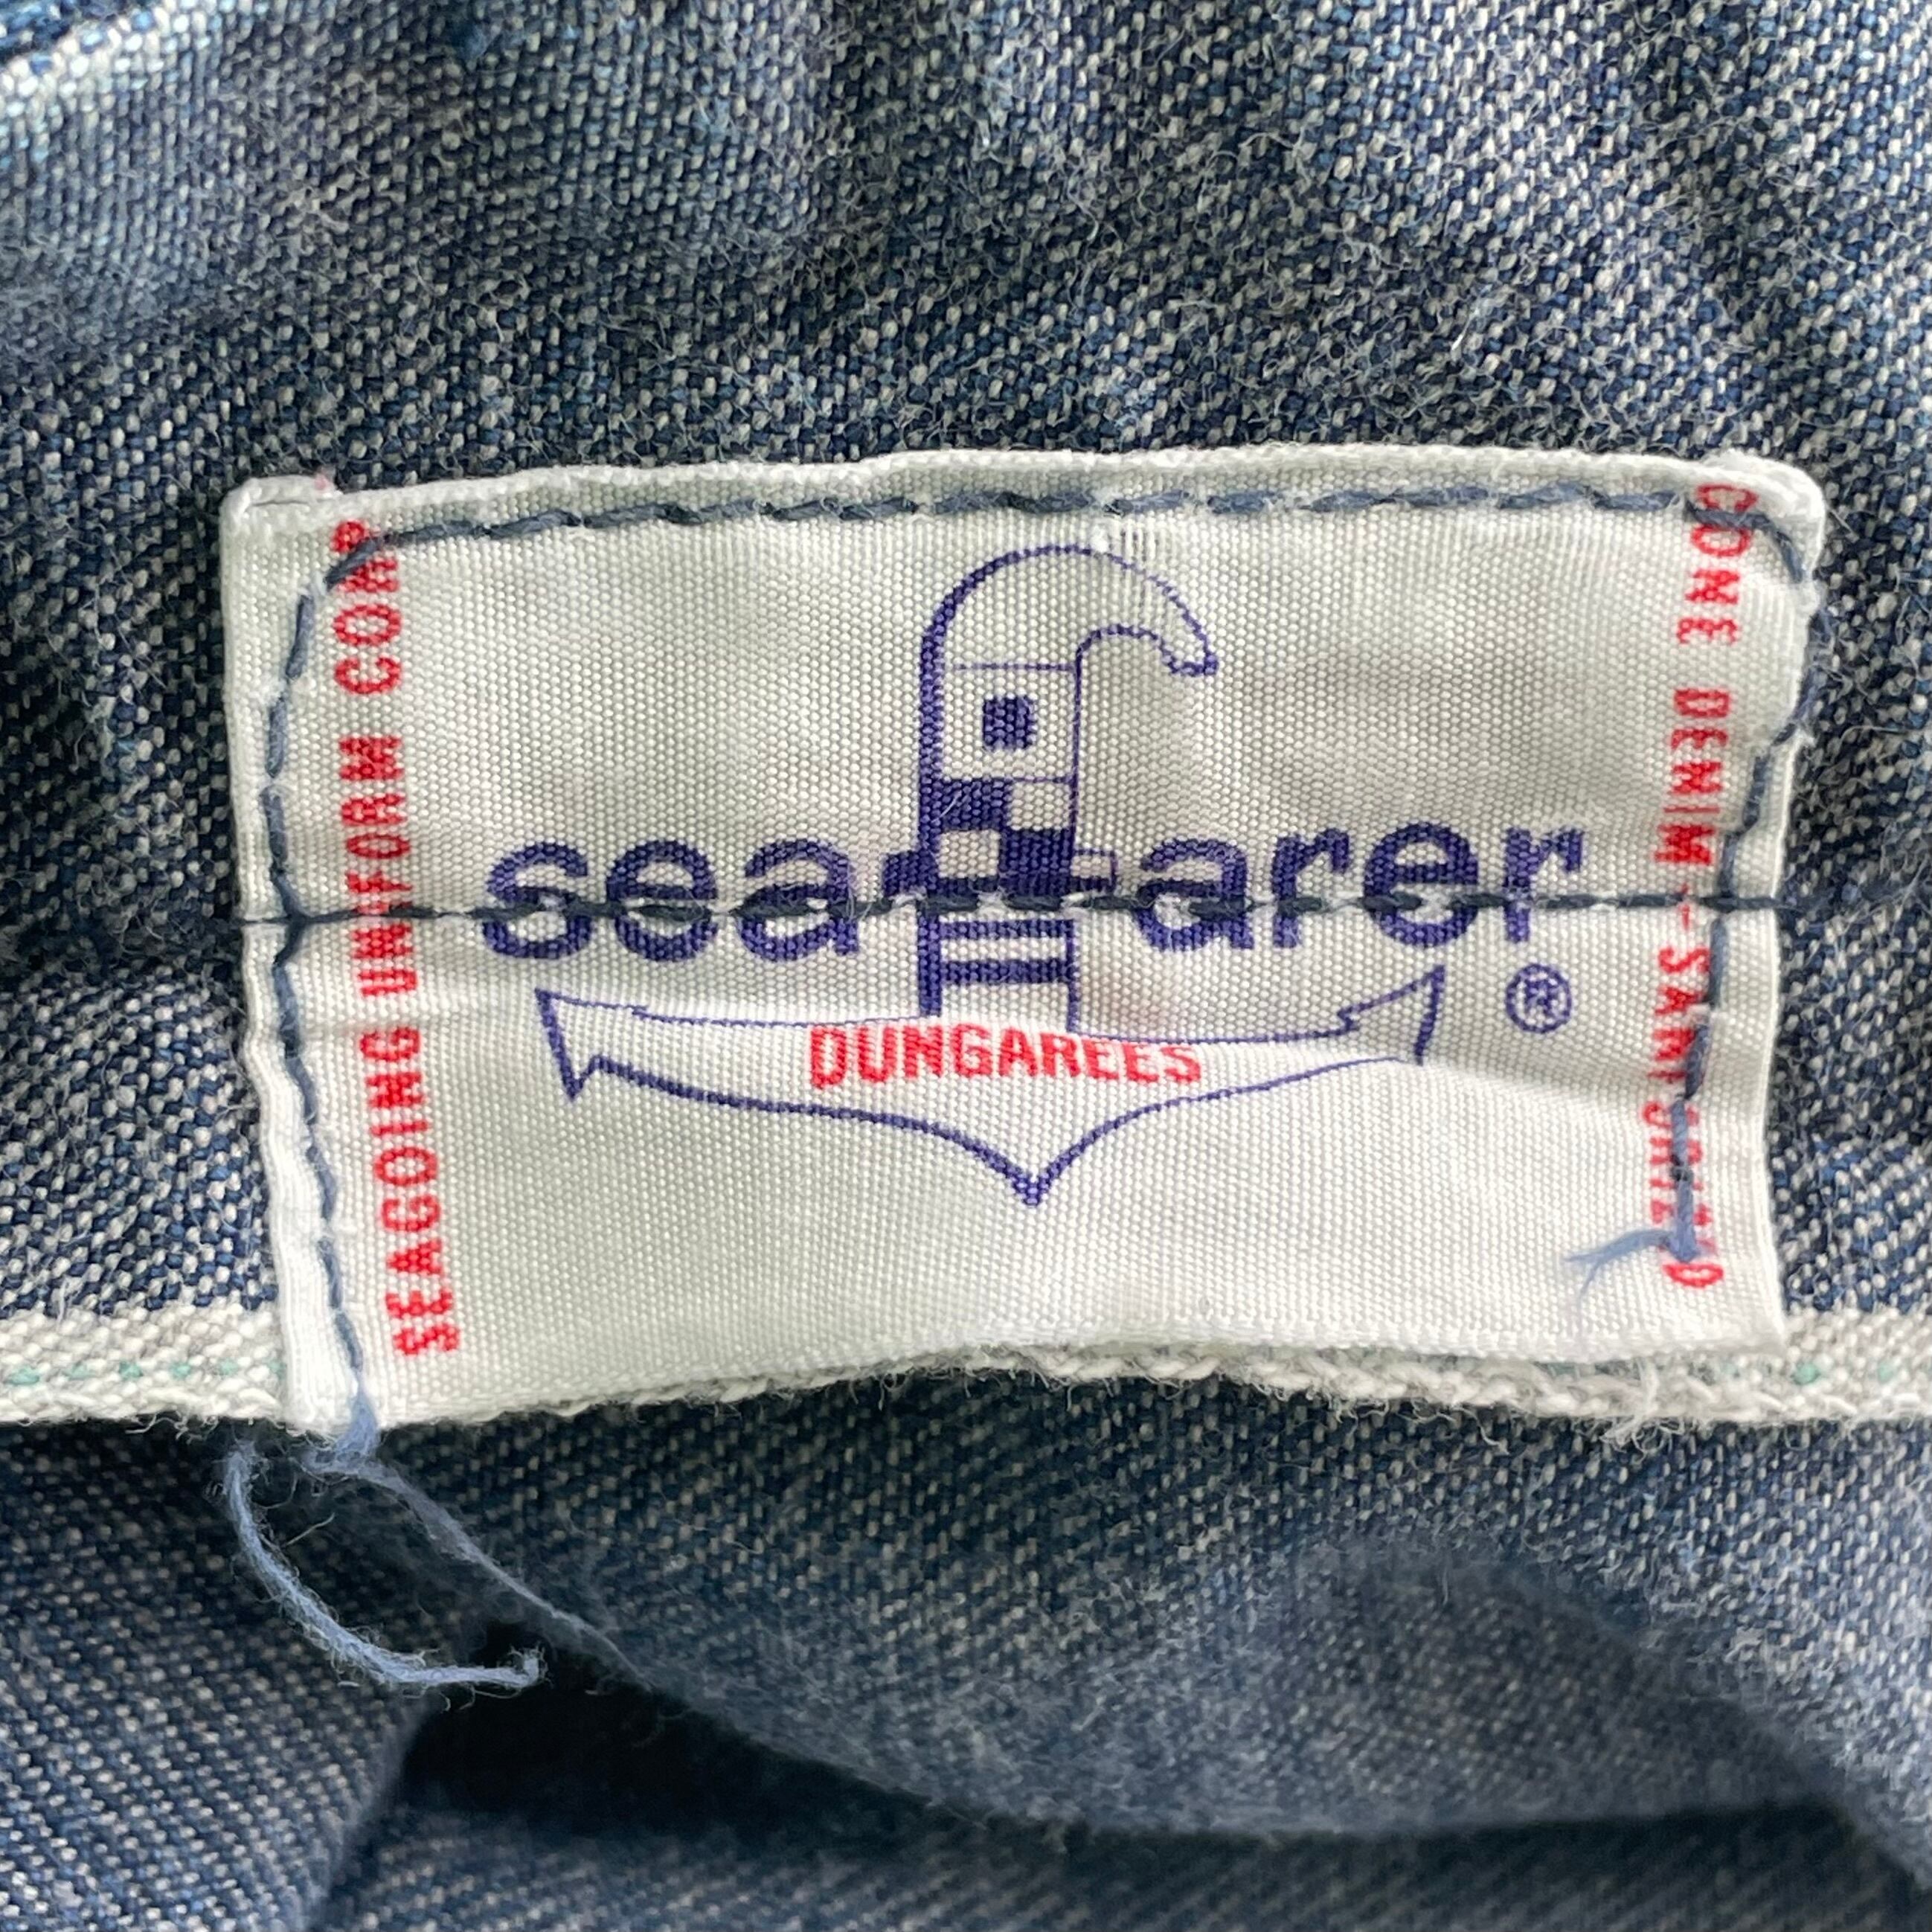 SEAGOING UNIFORM CORP
seafarer
®
DUNGAREES
CONE DENIM-SANFORIZED